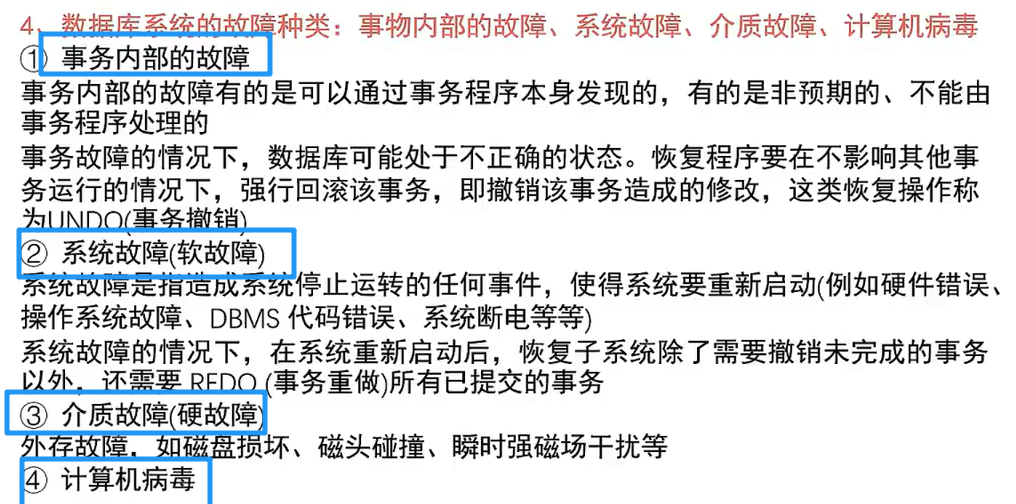 4、数据库系统的故障种类：事物内部的故障、系统故障、介质故障、计算机病毒
① 事务内部的故障
事务内部的故障有的是可以通过事务程序本身发现的，有的是非预期的、不能由
事务程序处理的
事务故障的情况下，数据库可能处于不正确的状态。恢复程序要在不影响其他事
务运行的情况下，强行回滚该事务，即撤销该事务造成的修改，这类恢复操作称
为UNDO(事务撤销)
② 系统故障(软故障)
系统故障是指造成系统停止运转的任何事件，使得系统要重新启动(例如硬件错误、
操作系统故障、DBMS 代码错误、系统断电等等)
系统故障的情况下，在系统重新启动后，恢复子系统除了需要撤销未完成的事务
以外，还需要 REDO (事务重做)所有已提交的事务
③ 介质故障(硬故障)
外存故障，如磁盘损坏、磁头碰撞、瞬时强磁场干扰等
④ 计算机病毒